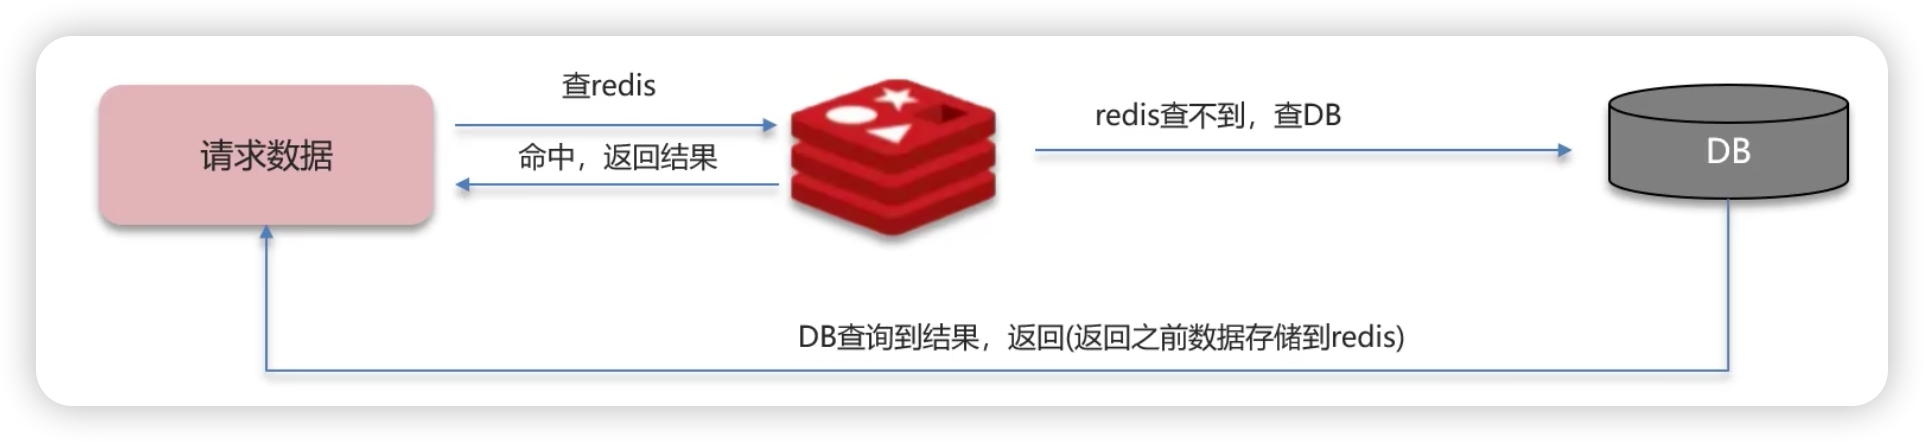 请求数据
查redis
命中，返回结果
redis查不到，查DB
DB
DB查询到结果，返回(返回之前数据存储到redis)